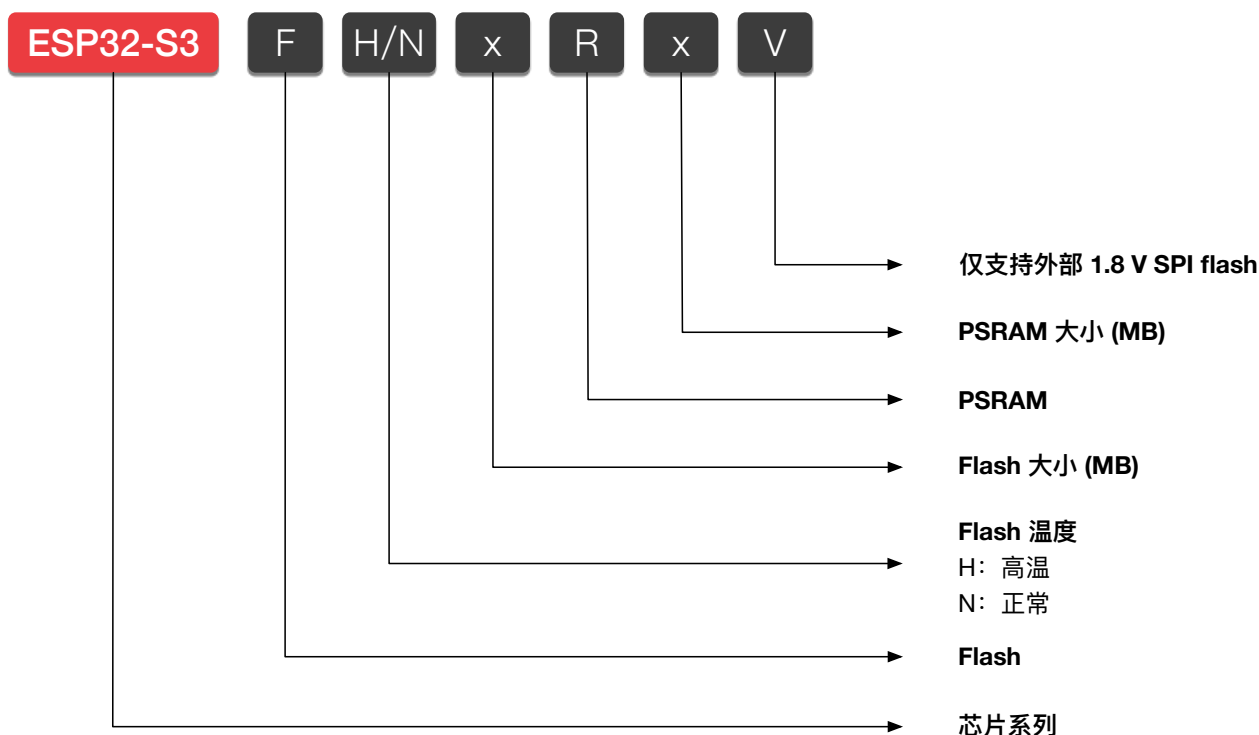 ESP32-S3 F H/N x R x V
仅支持外部 1.8 V SPI flash
PSRAM 大小 (MB)
PSRAM
Flash 大小 (MB)
Flash 温度
H：高温
N：正常
Flash
芯片系列